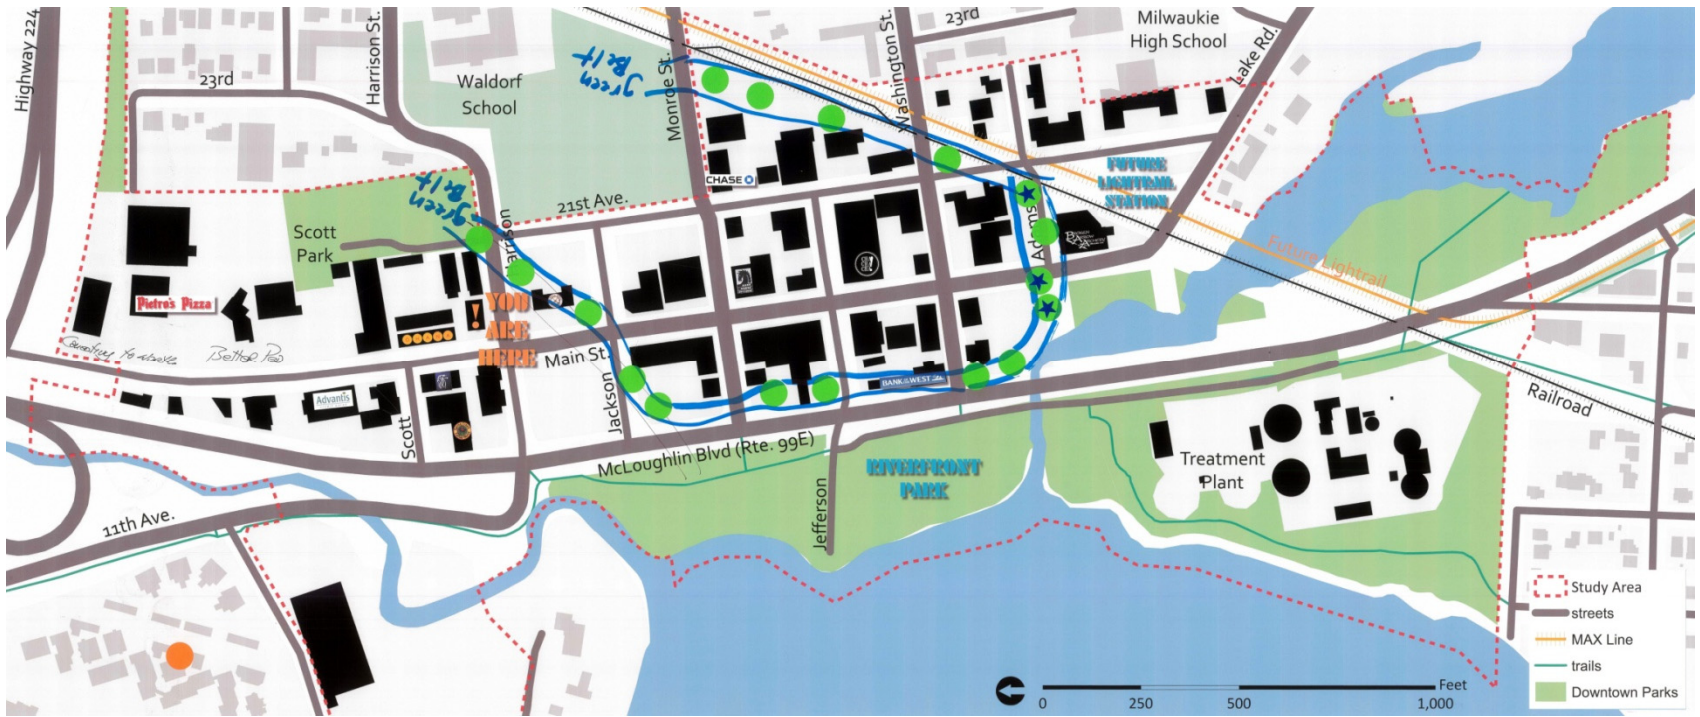 Highway 224
23rd
Harrison St.
Waldorf
School
green
Belt
Monroe St.
Washington St.
23rd
Milwaukie
High School
Lake Rd.
CHASE
FUTURE
LIGHTRAIL
STATION
green
Belt
Scott
Park
21st Ave.
Harrison
Adams
Future Lightrail
Pietro's Pizza
!
YOU
ARE
HERE
Better Pod
Main St.
BANK OF THE WEST
Advantis
Scott
Jackson
McLoughlin Blvd (Rte. 99E)
RIVERFRONT
PARK
Jefferson
Treatment
Plant
Railroad
11th Ave.
Study Area
streets
MAX Line
trails
Downtown Parks
Feet
0 250 500 1,000